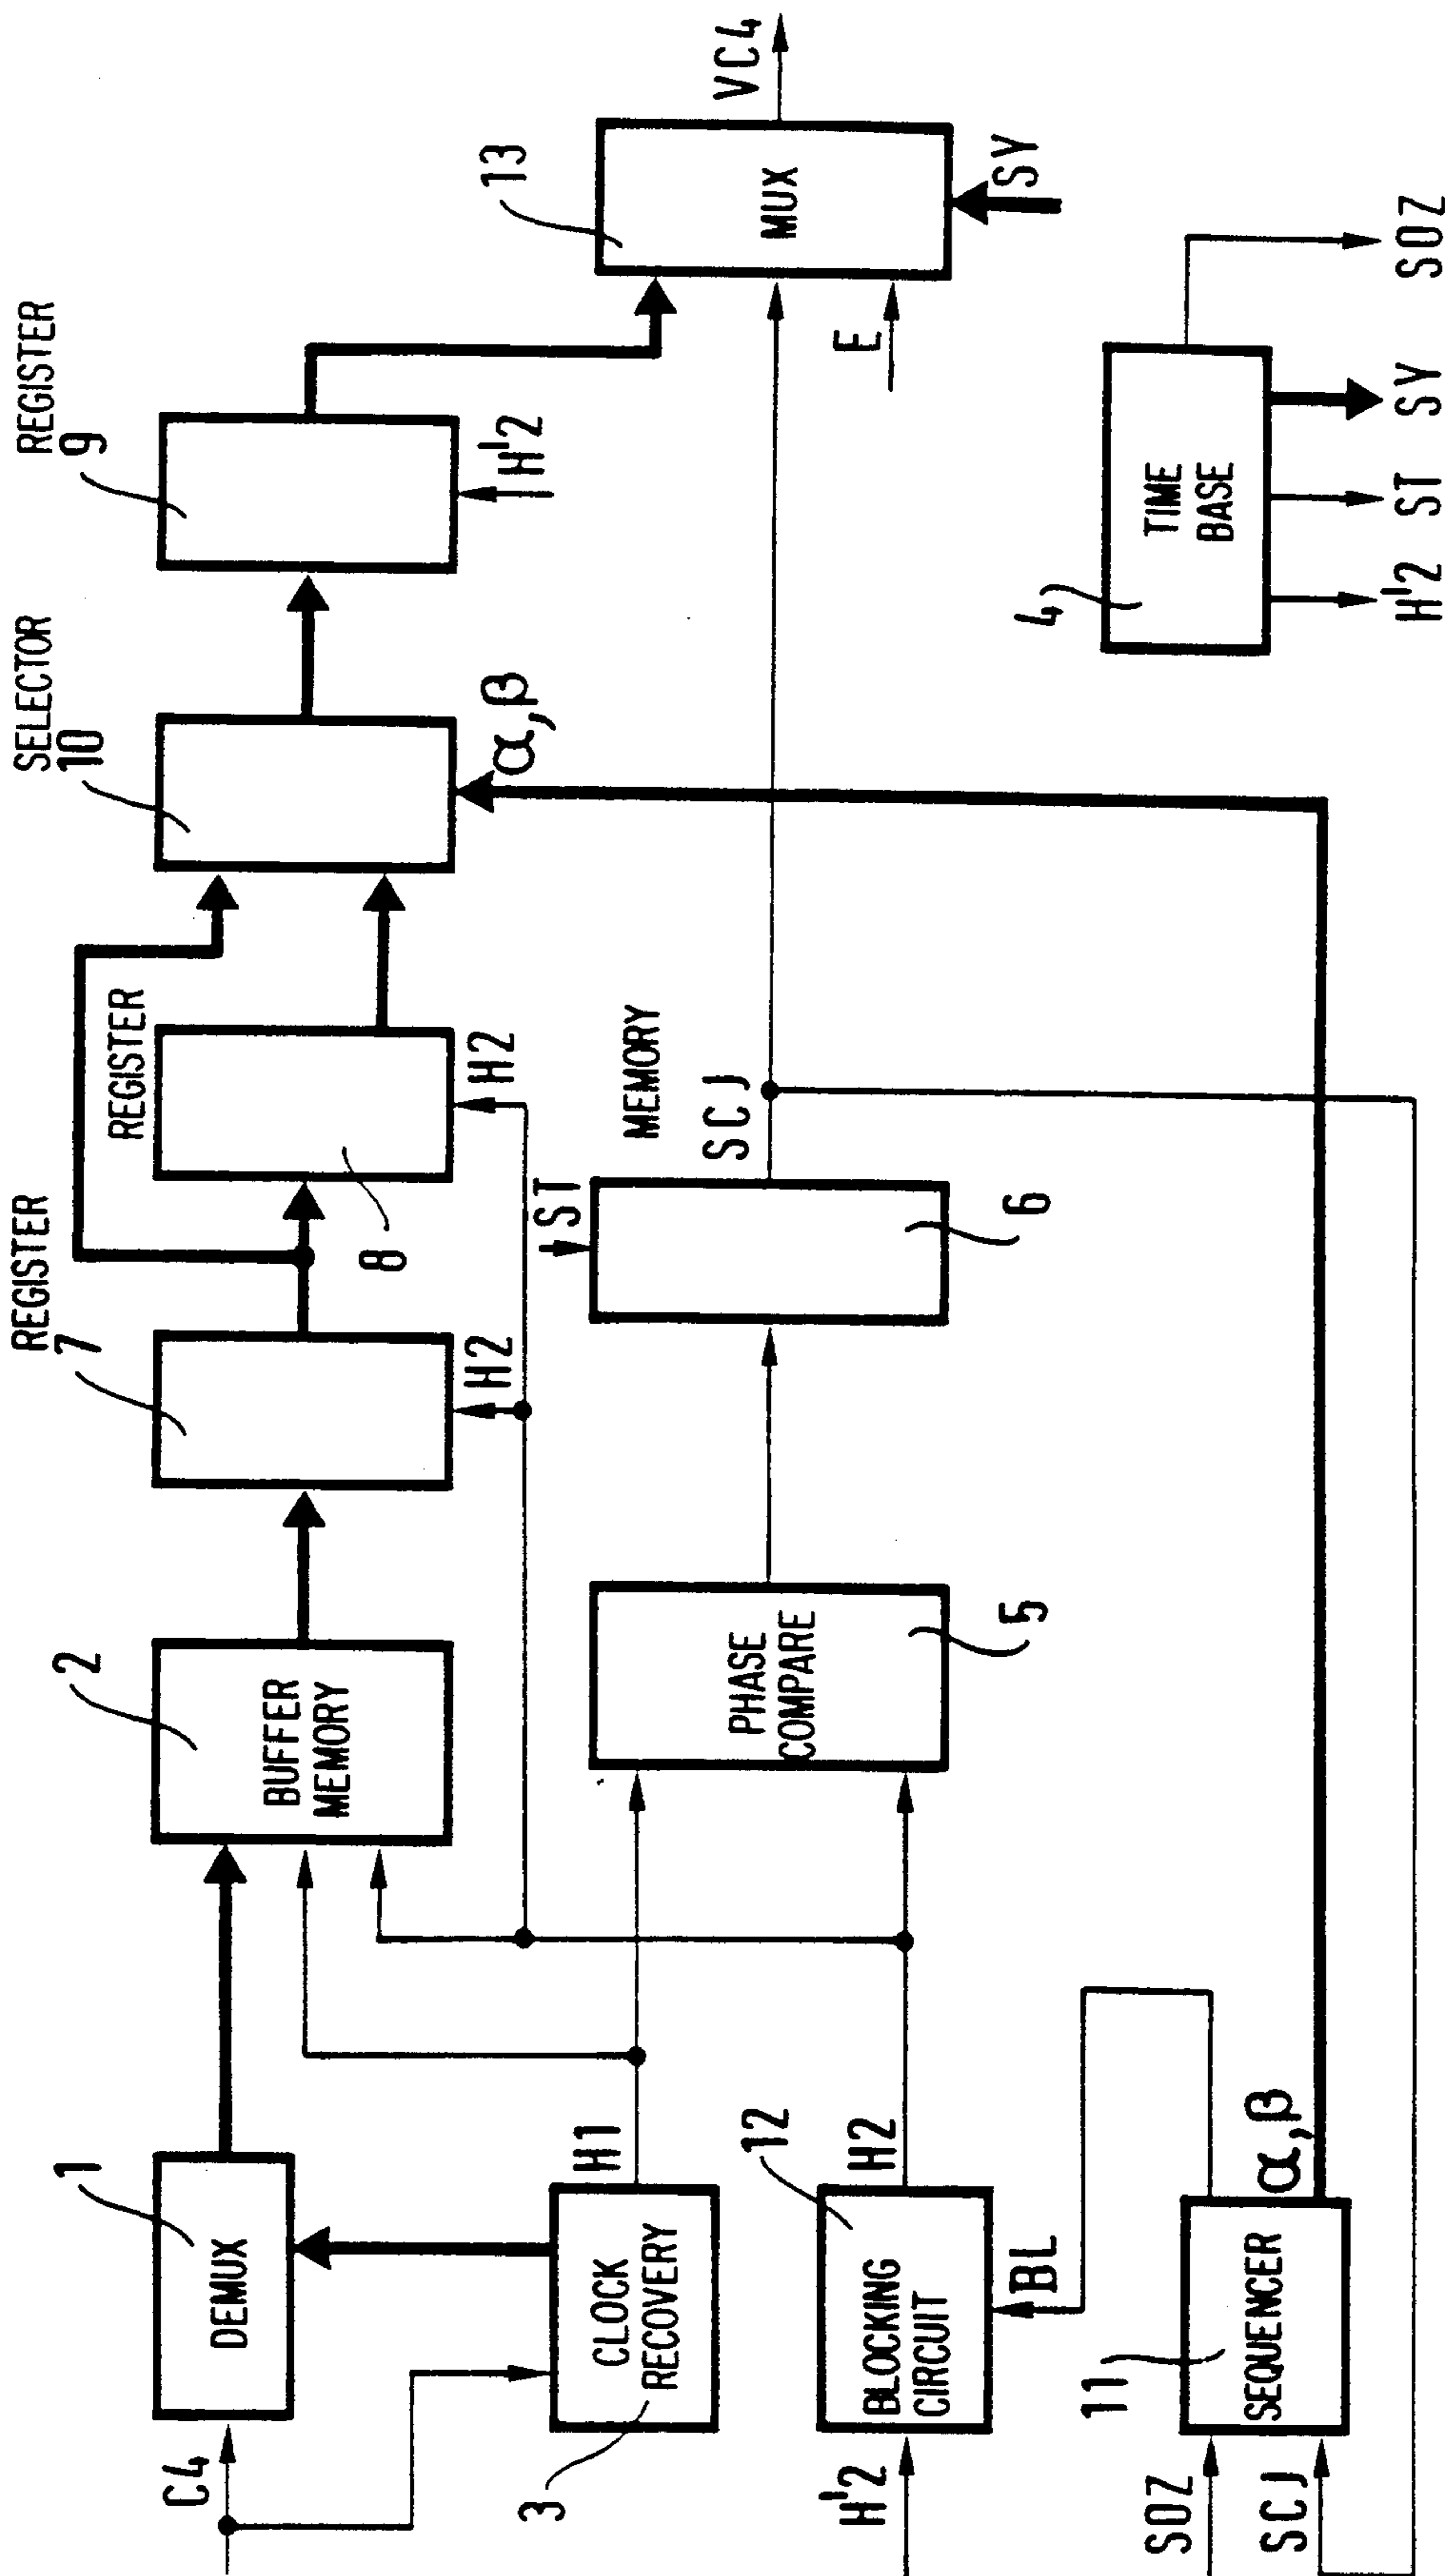 C4
DEMUX
1
BUFFER
MEMORY
2
REGISTER
7
H2
REGISTER
8
H2
SELECTOR
10
α,β
REGISTER
9
H'2
CLOCK
RECOVERY
3
H1
PHASE
COMPARE
5
ST
MEMORY
SCJ
6
13
MUX
VC4
E
SY
H'2
BLOCKING
CIRCUIT
12
H2
BL
SOZ
SCJ
11
SEQUENCER
α,β
4
TIME
BASE
H'2
ST
SY
SOZ